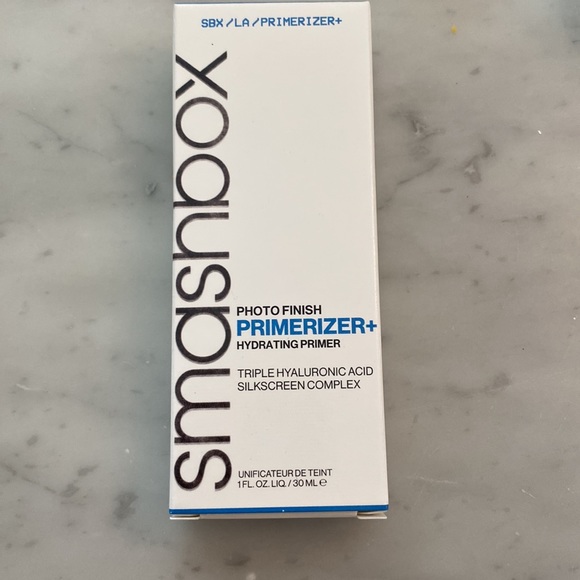 SBX/LA/PRIMERIZER+
smashbox
PHOTO FINISH
PRIMERIZER+
HYDRATING PRIMER
TRIPLE HYALURONIC ACID
SILKSCREEN COMPLEX
UNIFICATEUR DE TEINT
1 FL. OZ. LIQ. / 30 ML ℮